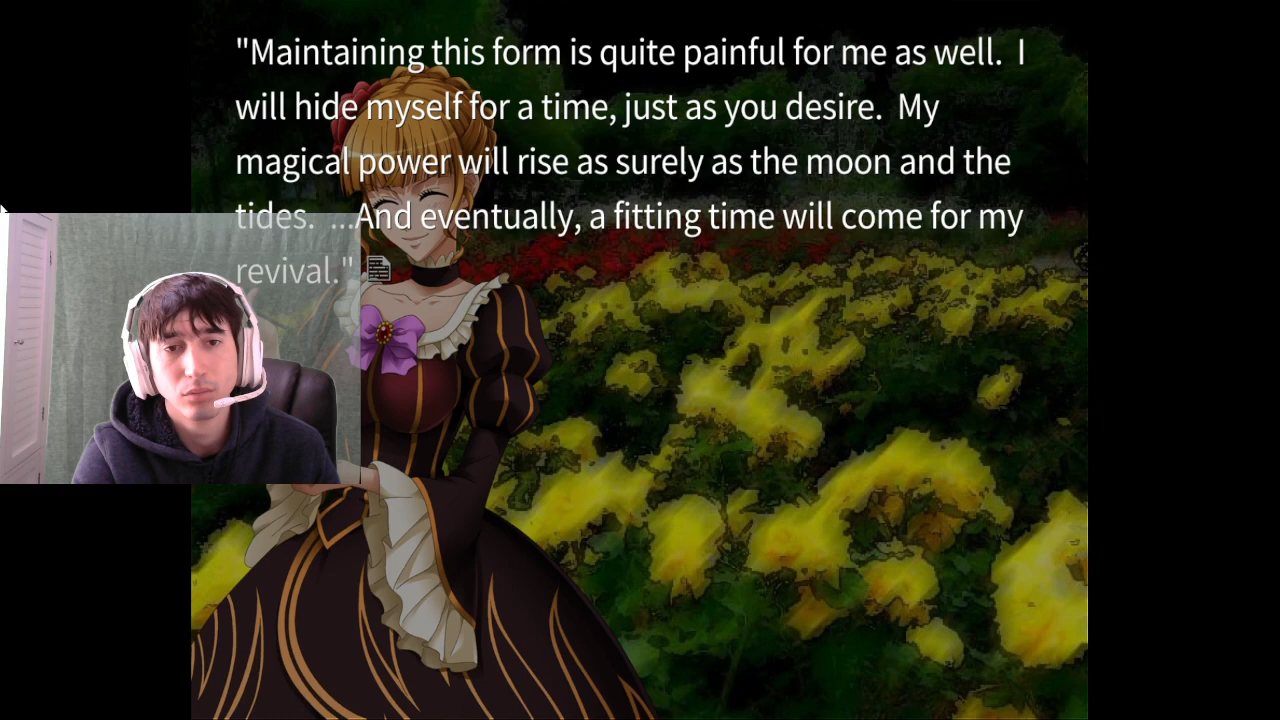 "Maintaining this form is quite painful for me as well.  I
will hide myself for a time, just as you desire.  My
magical power will rise as surely as the moon and the
tides.  ...And eventually, a fitting time will come for my
revival."